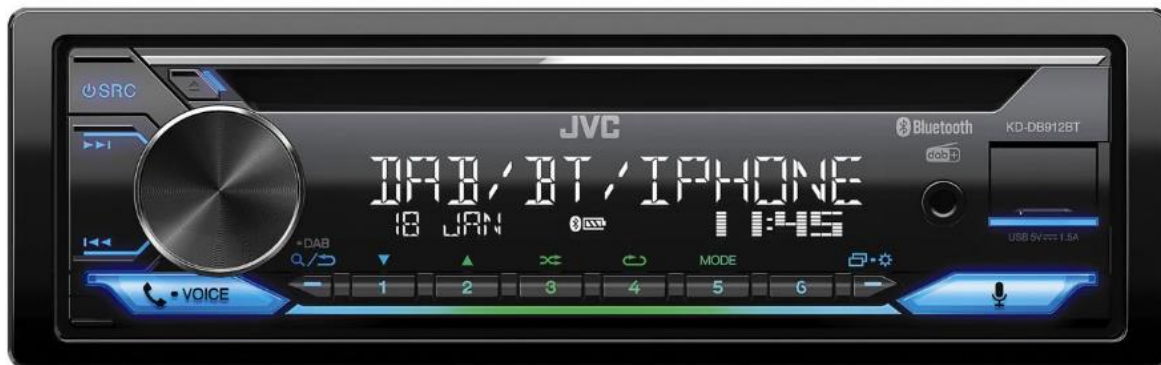 SRC
JVC
Bluetooth
KD-DB912BT
dab+
DAB/BT/IPHONE
18 JAN
11:45
USB 5V 1.5A
•DAB
MODE
1 2 3 4 5 6
• VOICE